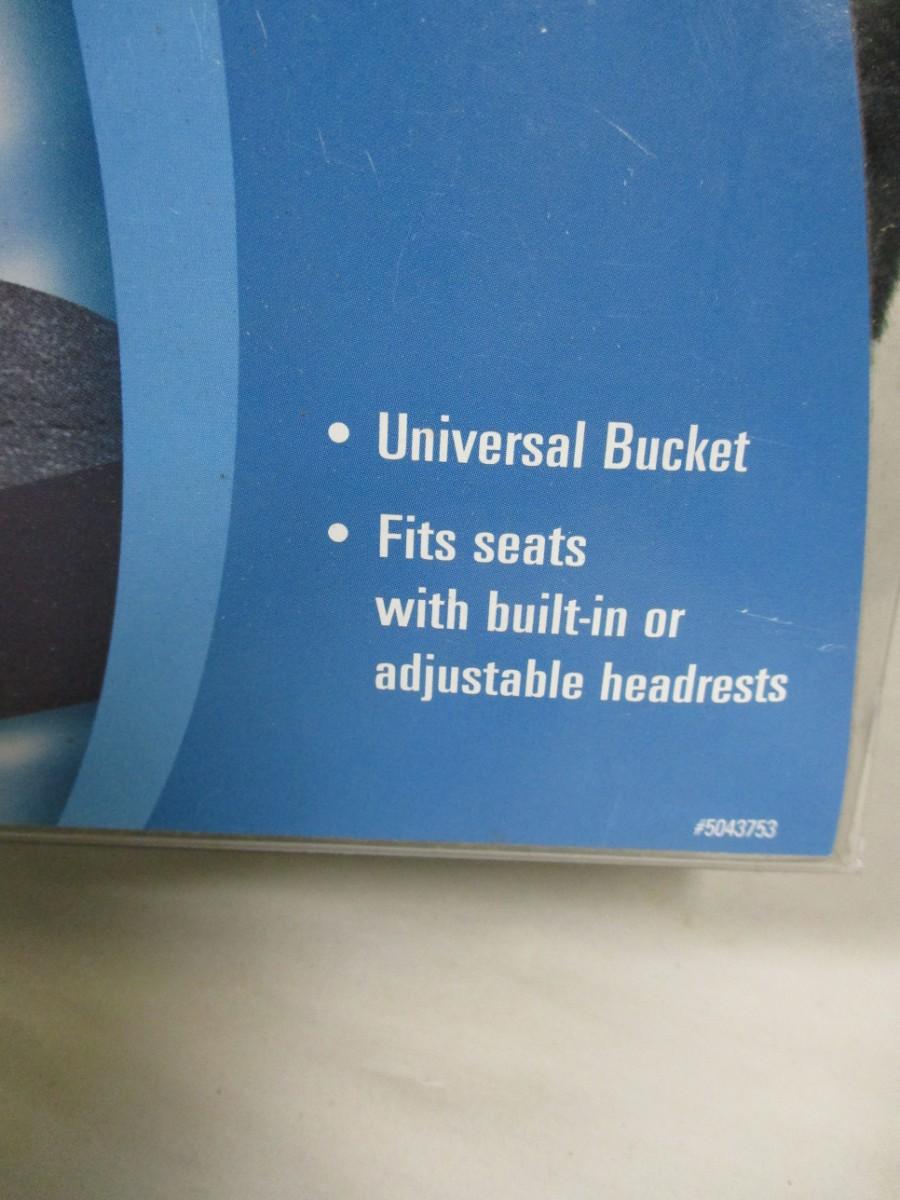 • Universal Bucket
• Fits seats
with built-in or
adjustable headrests
#5043753